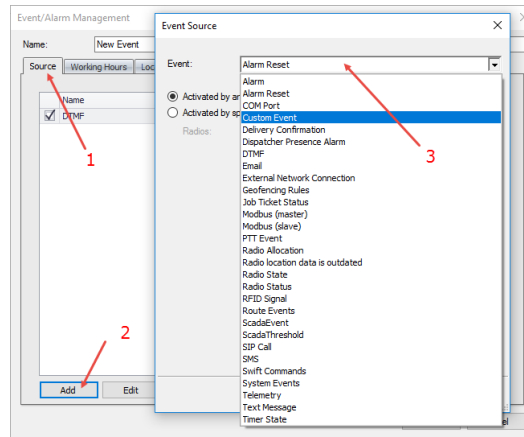 Event/Alarm Management
Name: New Event
Source Working Hours Loc
Name
DTMF
1
2
Add Edit
Event Source
Event: Alarm Reset
Activated by ar
Activated by sp
Radios:
3
Alarm
Alarm Reset
COM Port
Custom Event
Delivery Confirmation
Dispatcher Presence Alarm
DTMF
Email
External Network Connection
Geofencing Rules
Job Ticket Status
Modbus (master)
Modbus (slave)
PTT Event
Radio Allocation
Radio location data is outdated
Radio State
Radio Status
RFID Signal
Route Events
ScadaEvent
ScadaThreshold
SIP Call
SMS
Swift Commands
System Events
Telemetry
Text Message
Timer State
el